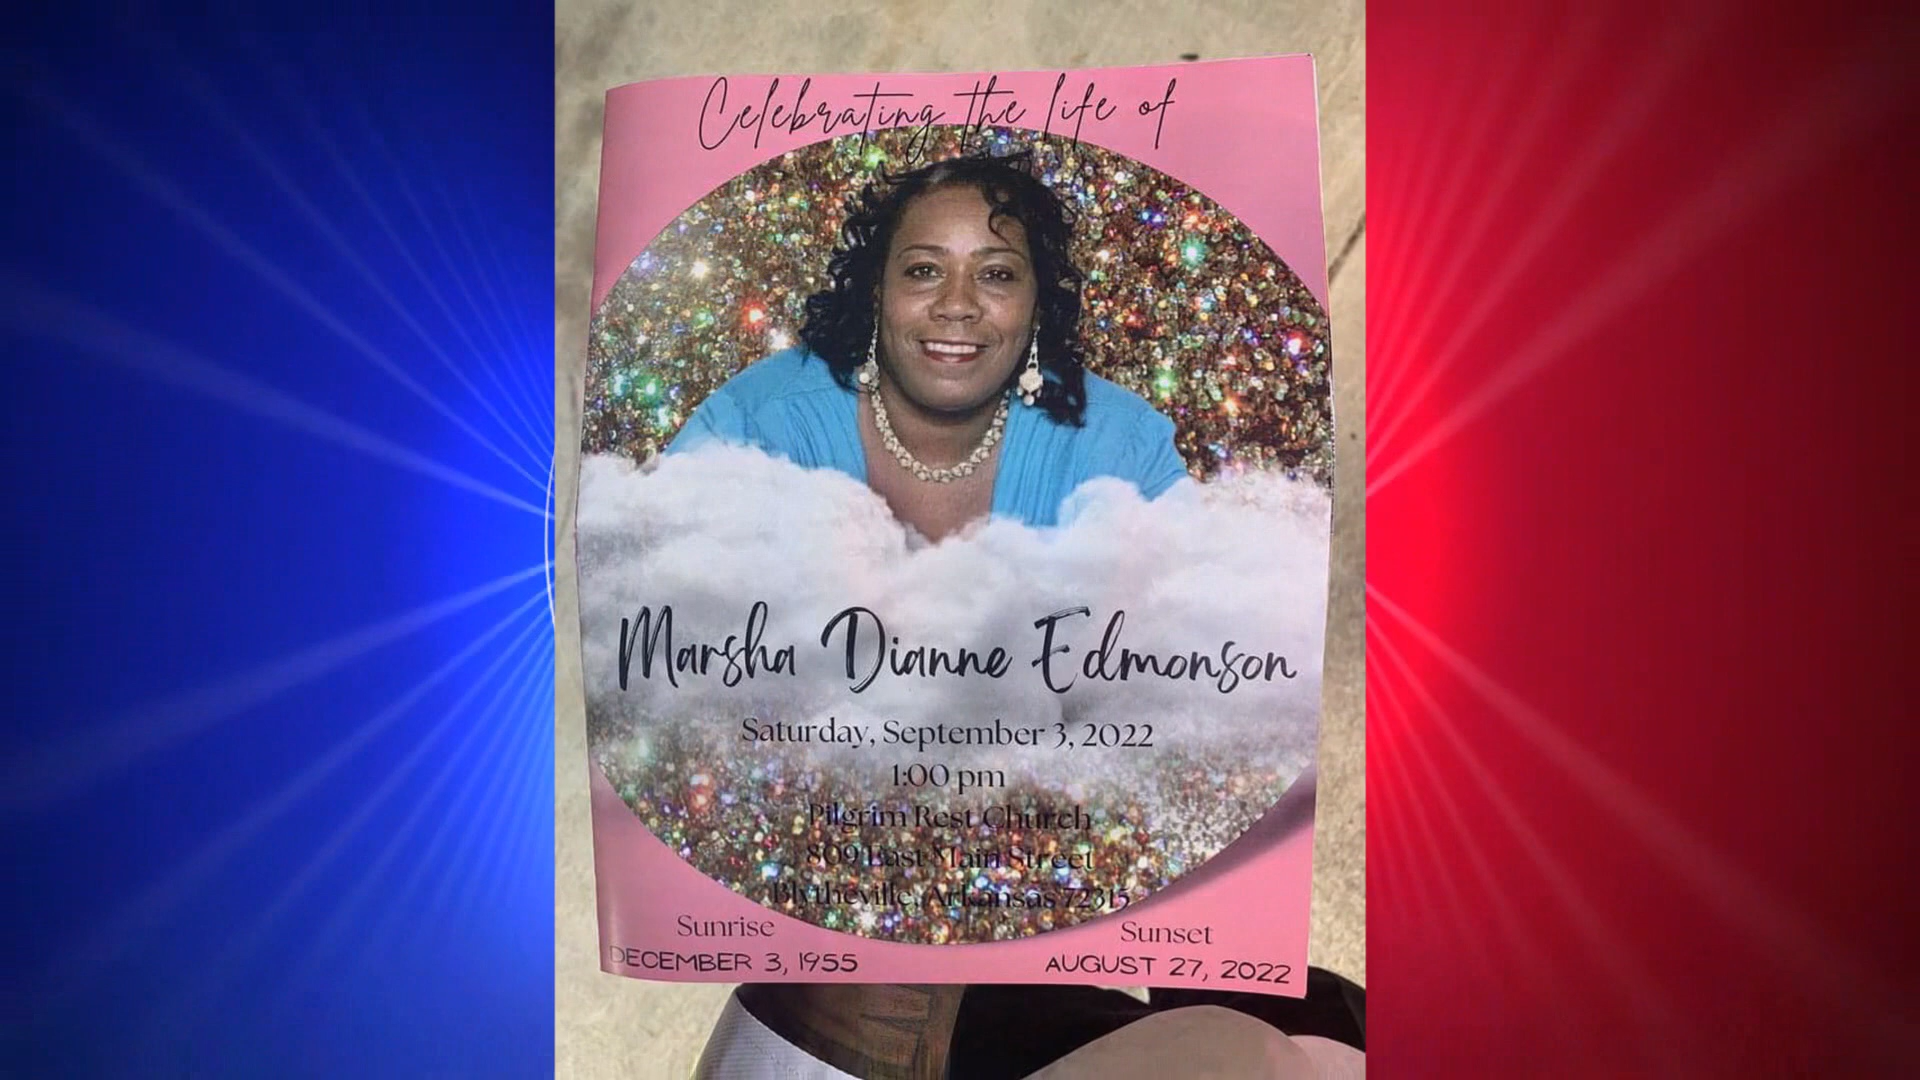 Celebrating the life of
Marsha Dianne Edmonson
Saturday, September 3, 2022
1:00 pm
Pilgrim Rest Church
809 East Main Street
Blytheville, Arkansas 72315
Sunrise
DECEMBER 3, 1955
Sunset
AUGUST 27, 2022